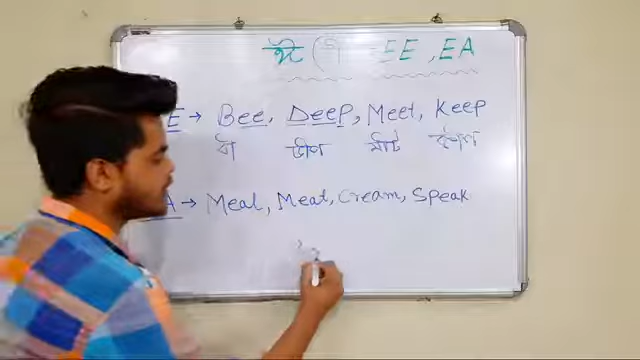 ঈ ( ী - EE , EA
E → Bee, DeeP, Meet, Keep
বী ডীপ মীট কীপ
A → Meal, Meat, Cream, Speak